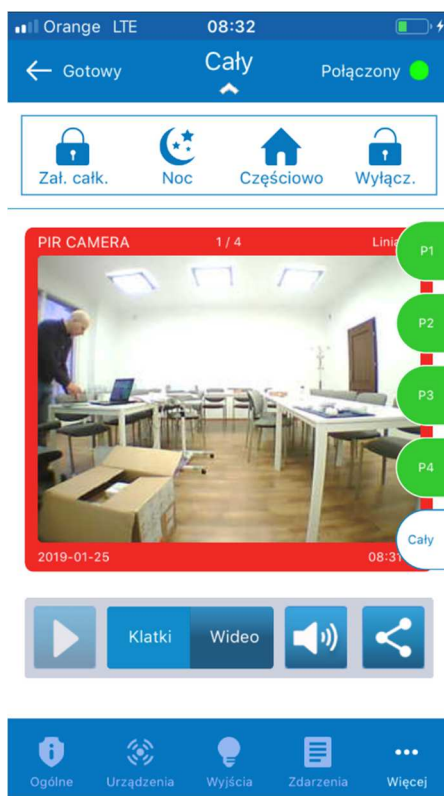 Orange LTE 08:32
Gotowy Cały Połączony
Zał. całk. Noc Częściowo Wyłącz.
PIR CAMERA 1 / 4
P1
P2
P3
P4
Cały
2019-01-25 08:31
Klatki Wideo
Ogólne Urządzenia Wyjścia Zdarzenia Więcej